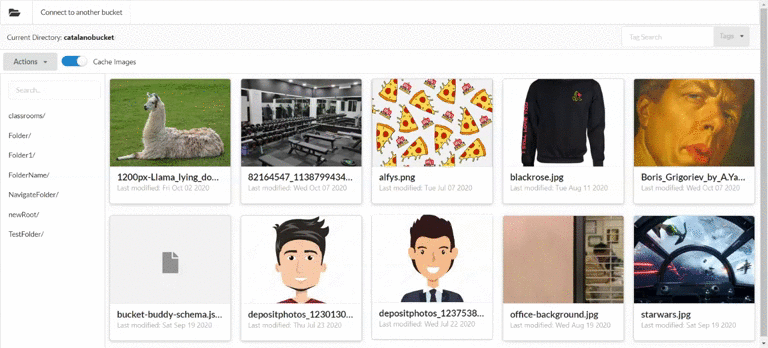 Connect to another bucket
Current Directory: catalanobucket
Tag Search
Tags
Actions
Cache Images
Search...
classrooms/
Folder/
Folder1/
FolderName/
NavigateFolder/
newRoot/
TestFolder/
1200px-Llama_lying_do...
Last modified: Fri Oct 02 2020
82164547_1138799434...
Last modified: Wed Oct 07 2020
alfys.png
Last modified: Tue Jul 07 2020
blackrose.jpg
Last modified: Tue Aug 11 2020
Boris_Grigoriev_by_A.Ya...
Last modified: Wed Oct 07 2020
bucket-buddy-schema.js...
Last modified: Sat Sep 19 2020
depositphotos_1230130...
Last modified: Thu Jul 23 2020
depositphotos_1237538...
Last modified: Wed Jul 22 2020
office-background.jpg
Last modified: Wed Aug 19 2020
starwars.jpg
Last modified: Sat Sep 19 2020